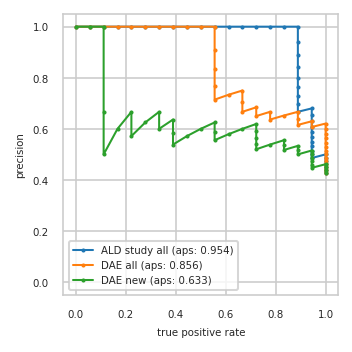 1.0
0.8
0.6
0.4
0.2
0.0
precision
ALD study all (aps: 0.954)
DAE all (aps: 0.856)
DAE new (aps: 0.633)
0.0 0.2 0.4 0.6 0.8 1.0
true positive rate